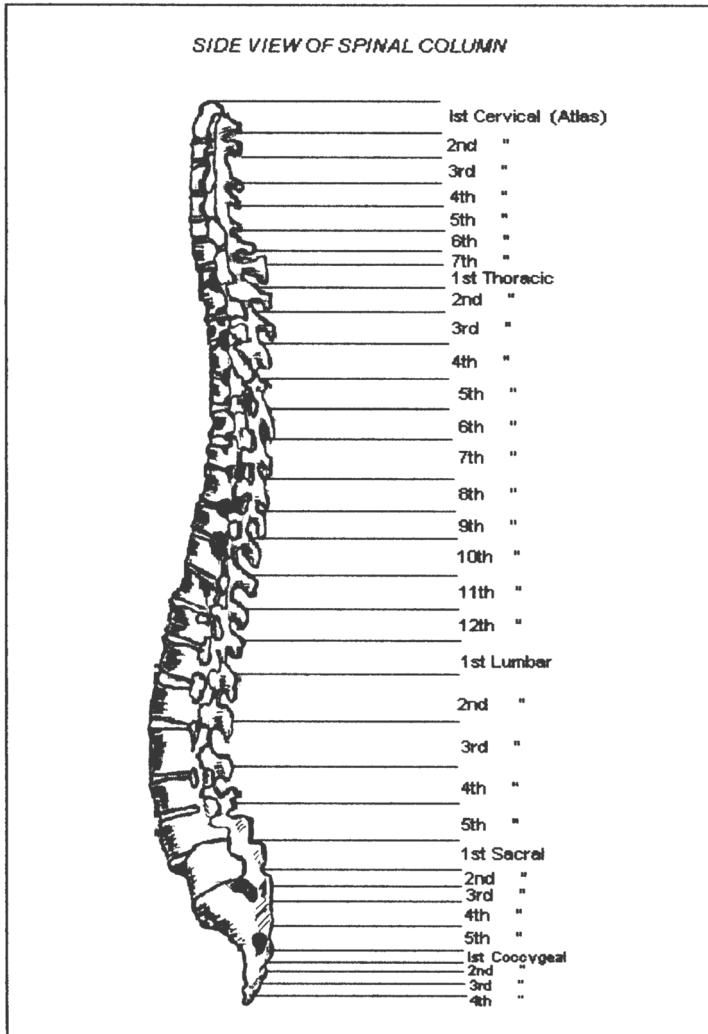 SIDE VIEW OF SPINAL COLUMN
Ist Cervical (Atlas)
2nd "
3rd "
4th "
5th "
6th "
7th "
1st Thoracic
2nd "
3rd "
4th "
5th "
6th "
7th "
8th "
9th "
10th "
11th "
12th "
1st Lumbar
2nd "
3rd "
4th "
5th "
1st Sacral
2nd "
3rd "
4th "
5th "
Ist Coccygeal
2nd "
3rd "
4th "